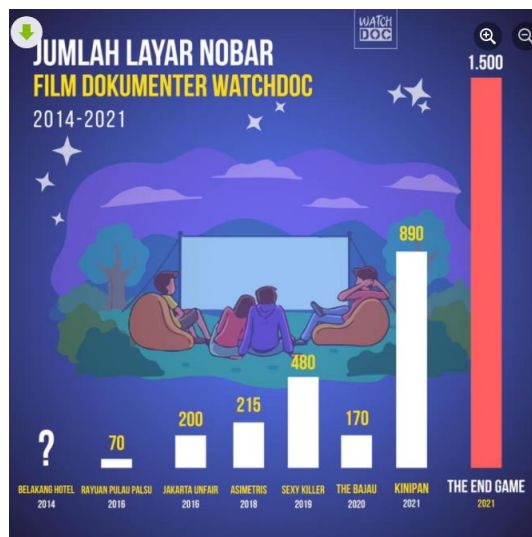 WATCH
DOC
JUMLAH LAYAR NOBAR
FILM DOKUMENTER WATCHDOC
2014-2021
1.500
890
480
215
200
170
70
?
BELAKANG HOTEL
2014
RAYUAN PULAU PALSU
2016
JAKARTA UNFAIR
2016
ASIMETRIS
2018
SEXY KILLER
2019
THE BAJAU
2020
KINIPAN
2021
THE END GAME
2021